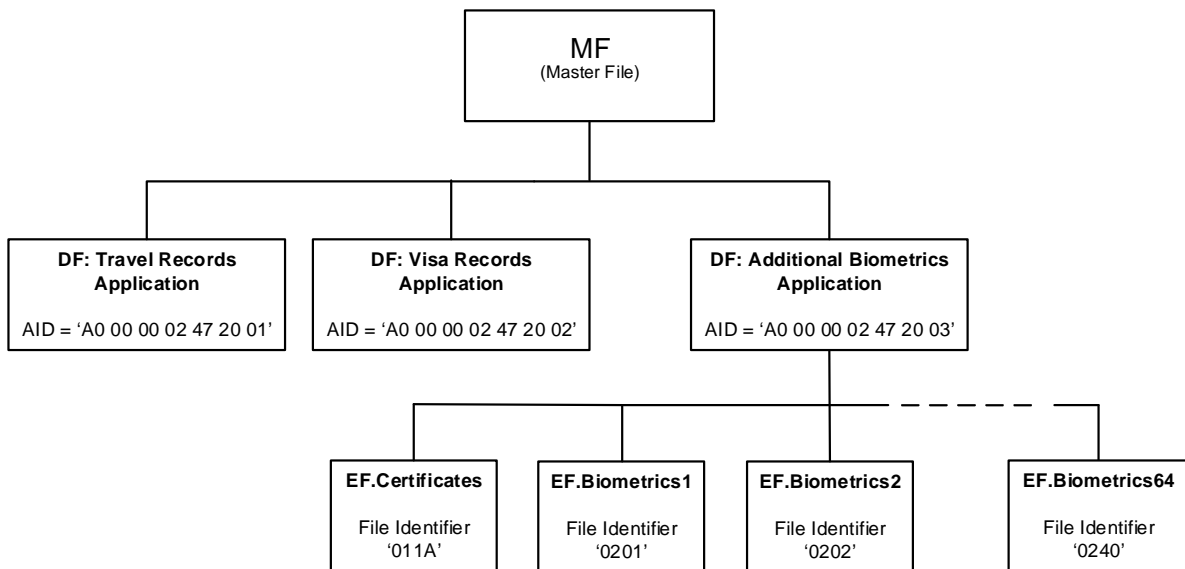 MF
(Master File)
DF: Travel Records
Application
AID = ‘A0 00 00 02 47 20 01’
DF: Visa Records
Application
AID = ‘A0 00 00 02 47 20 02’
DF: Additional Biometrics
Application
AID = ‘A0 00 00 02 47 20 03’
EF.Certificates
File Identifier
‘011A’
EF.Biometrics1
File Identifier
‘0201’
EF.Biometrics2
File Identifier
‘0202’
EF.Biometrics64
File Identifier
‘0240’